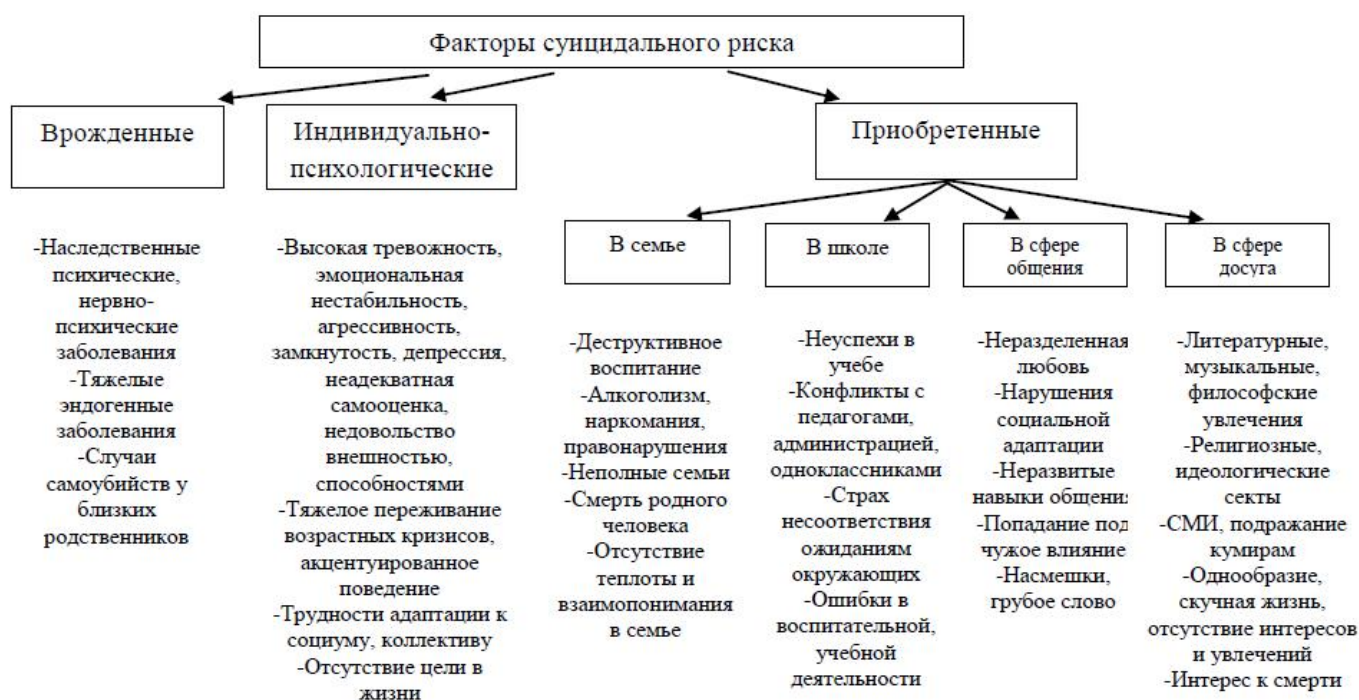 Факторы суицидального риска
Врожденные
Индивидуально-
психологические
Приобретенные
В семье
В школе
В сфере
общения
В сфере
досуга
-Наследственные
психические,
нервно-
психические
заболевания
-Тяжелые
эндогенные
заболевания
-Случаи
самоубийств у
близких
родственников
-Высокая тревожность,
эмоциональная
нестабильность,
агрессивность,
замкнутость, депрессия,
неадекватная
самооценка,
недовольство
внешностью,
способностями
-Тяжелое переживание
возрастных кризисов,
акцентуированное
поведение
-Трудности адаптации к
социуму, коллективу
-Отсутствие цели в
жизни
-Деструктивное
воспитание
-Алкоголизм,
наркомания,
правонарушения
-Неполные семьи
-Смерть родного
человека
-Отсутствие
теплоты и
взаимопонимания
в семье
-Неуспехи в
учебе
-Конфликты с
педагогами,
администрацией,
одноклассниками
-Страх
несоответствия
ожиданиям
окружающих
-Ошибки в
воспитательной,
учебной
деятельности
-Неразделенная
любовь
-Нарушения
социальной
адаптации
-Неразвитые
навыки общения
-Попадание под
чужое влияние
-Насмешки,
грубое слово
-Литературные,
музыкальные,
философские
увлечения
-Религиозные,
идеологические
секты
-СМИ, подражание
кумирам
-Однообразие,
скучная жизнь,
отсутствие интересов
и увлечений
-Интерес к смерти